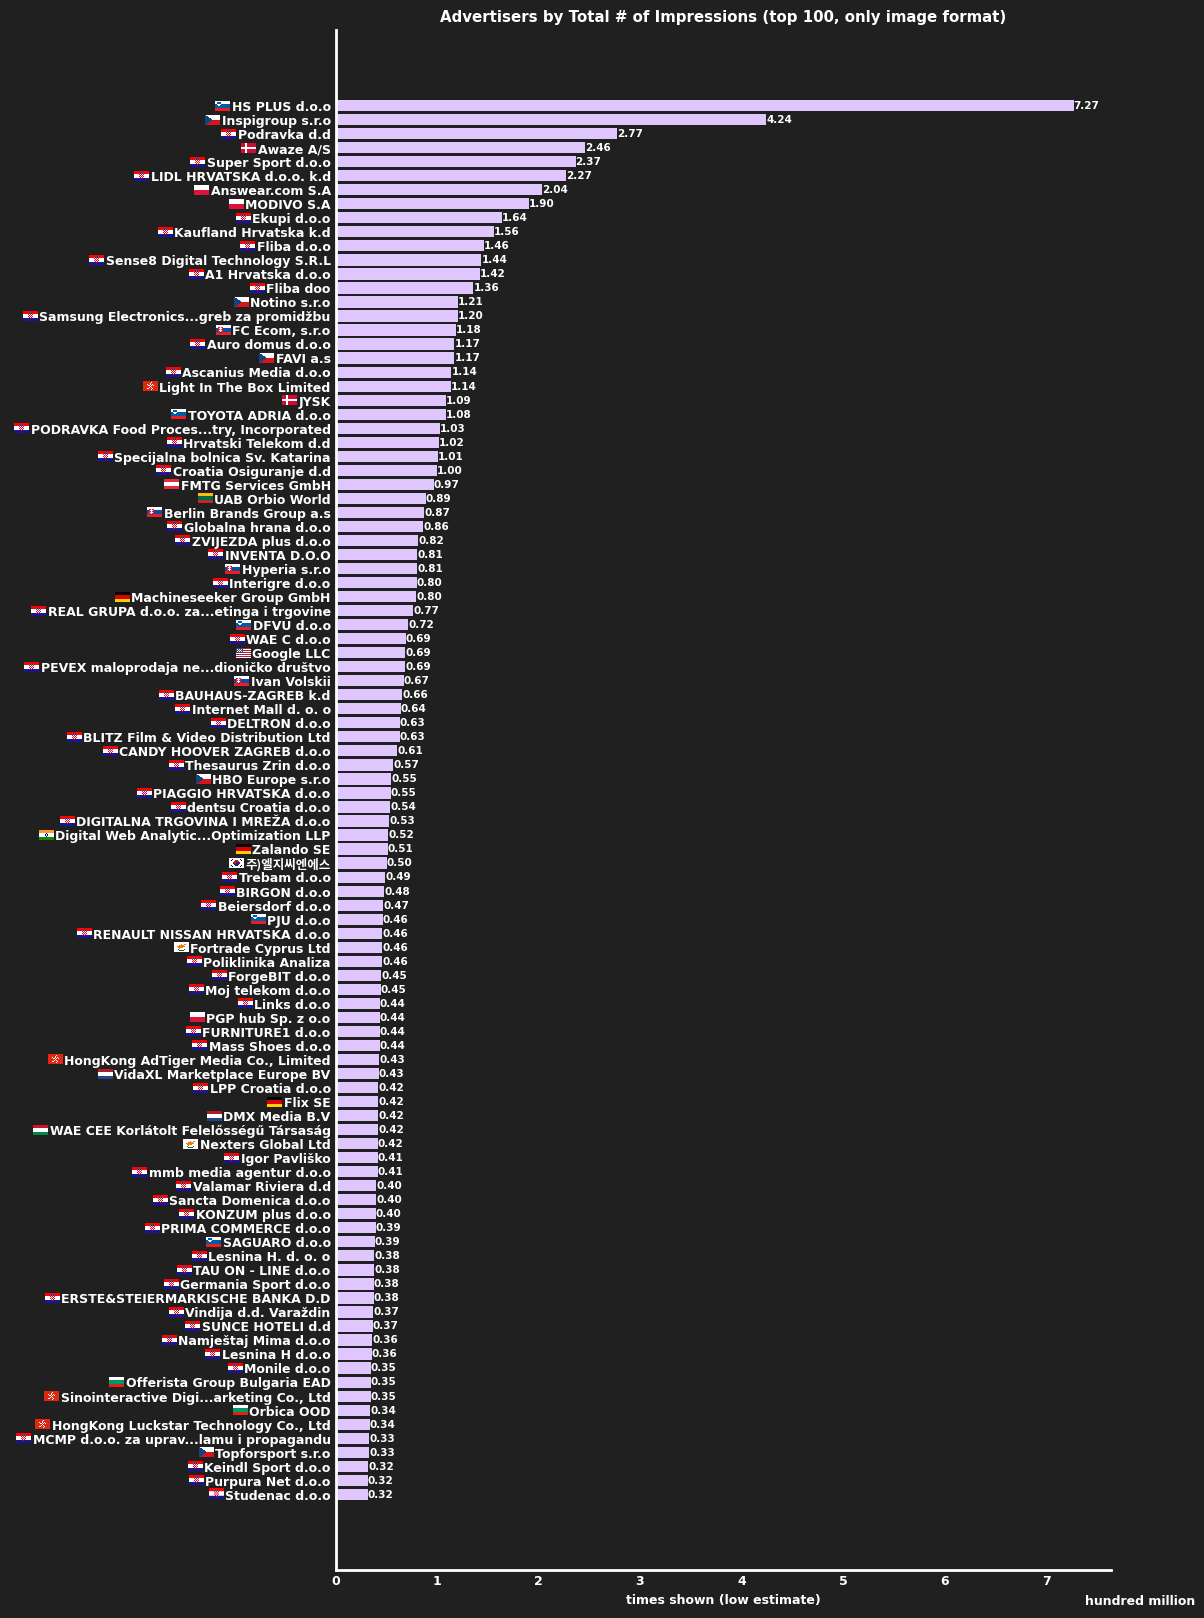 Advertisers by Total # of Impressions (top 100, only image format)
HS PLUS d.o.o 7.27
Inspigroup s.r.o 4.24
Podravka d.d 2.77
Awaze A/S 2.46
Super Sport d.o.o 2.37
LIDL HRVATSKA d.o.o. k.d 2.27
Answear.com S.A 2.04
MODIVO S.A 1.90
Ekupi d.o.o 1.64
Kaufland Hrvatska k.d 1.56
Fliba d.o.o 1.46
Sense8 Digital Technology S.R.L 1.44
A1 Hrvatska d.o.o 1.42
Fliba doo 1.36
Notino s.r.o 1.21
Samsung Electronics...greb za promidžbu 1.20
FC Ecom, s.r.o 1.18
Auro domus d.o.o 1.17
FAVI a.s 1.17
Ascanius Media d.o.o 1.14
Light In The Box Limited 1.14
JYSK 1.09
TOYOTA ADRIA d.o.o 1.08
PODRAVKA Food Proces...try, Incorporated 1.03
Hrvatski Telekom d.d 1.02
Specijalna bolnica Sv. Katarina 1.01
Croatia Osiguranje d.d 1.00
FMTG Services GmbH 0.97
UAB Orbio World 0.89
Berlin Brands Group a.s 0.87
Globalna hrana d.o.o 0.86
ZVIJEZDA plus d.o.o 0.82
INVENTA D.O.O 0.81
Hyperia s.r.o 0.81
Interigre d.o.o 0.80
Machineseeker Group GmbH 0.80
REAL GRUPA d.o.o. za...etinga i trgovine 0.77
DFVU d.o.o 0.72
WAE C d.o.o 0.69
Google LLC 0.69
PEVEX maloprodaja ne...dioničko društvo 0.69
Ivan Volskii 0.67
BAUHAUS-ZAGREB k.d 0.66
Internet Mall d. o. o 0.64
DELTRON d.o.o 0.63
BLITZ Film & Video Distribution Ltd 0.63
CANDY HOOVER ZAGREB d.o.o 0.61
Thesaurus Zrin d.o.o 0.57
HBO Europe s.r.o 0.55
PIAGGIO HRVATSKA d.o.o 0.55
dentsu Croatia d.o.o 0.54
DIGITALNA TRGOVINA I MREŽA d.o.o 0.53
Digital Web Analytic...Optimization LLP 0.52
Zalando SE 0.51
주)엘지씨엔에스 0.50
Trebam d.o.o 0.49
BIRGON d.o.o 0.48
Beiersdorf d.o.o 0.47
PJU d.o.o 0.46
RENAULT NISSAN HRVATSKA d.o.o 0.46
Fortrade Cyprus Ltd 0.46
Poliklinika Analiza 0.46
ForgeBIT d.o.o 0.45
Moj telekom d.o.o 0.45
Links d.o.o 0.44
PGP hub Sp. z o.o 0.44
FURNITURE1 d.o.o 0.44
Mass Shoes d.o.o 0.44
HongKong AdTiger Media Co., Limited 0.43
VidaXL Marketplace Europe BV 0.43
LPP Croatia d.o.o 0.42
Flix SE 0.42
DMX Media B.V 0.42
WAE CEE Korlátolt Felelősségű Társaság 0.42
Nexters Global Ltd 0.42
Igor Pavliško 0.41
mmb media agentur d.o.o 0.41
Valamar Riviera d.d 0.40
Sancta Domenica d.o.o 0.40
KONZUM plus d.o.o 0.40
PRIMA COMMERCE d.o.o 0.39
SAGUARO d.o.o 0.39
Lesnina H. d. o. o 0.38
TAU ON - LINE d.o.o 0.38
Germania Sport d.o.o 0.38
ERSTE&STEIERMARKISCHE BANKA D.D 0.38
Vindija d.d. Varaždin 0.37
SUNCE HOTELI d.d 0.37
Namještaj Mima d.o.o 0.36
Lesnina H d.o.o 0.36
Monile d.o.o 0.35
Offerista Group Bulgaria EAD 0.35
Sinointeractive Digi...arketing Co., Ltd 0.35
Orbica OOD 0.34
HongKong Luckstar Technology Co., Ltd 0.34
MCMP d.o.o. za uprav...lamu i propagandu 0.33
Topforsport s.r.o 0.33
Keindl Sport d.o.o 0.32
Purpura Net d.o.o 0.32
Studenac d.o.o 0.32
0 1 2 3 4 5 6 7
times shown (low estimate)
hundred million